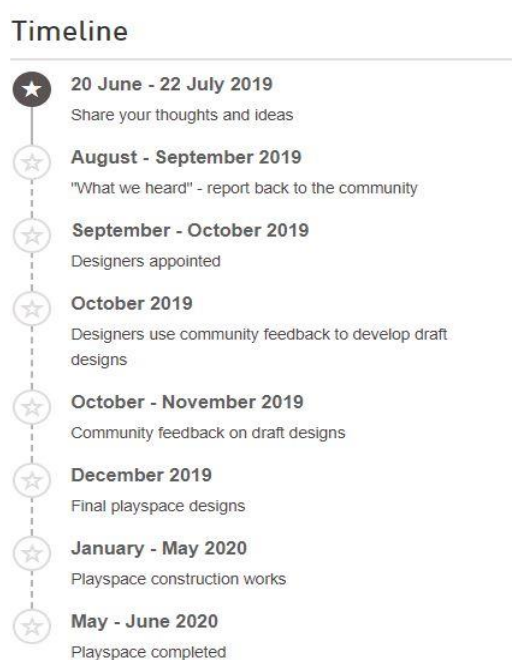 Timeline
20 June - 22 July 2019
Share your thoughts and ideas
August - September 2019
"What we heard" - report back to the community
September - October 2019
Designers appointed
October 2019
Designers use community feedback to develop draft
designs
October - November 2019
Community feedback on draft designs
December 2019
Final playspace designs
January - May 2020
Playspace construction works
May - June 2020
Playspace completed